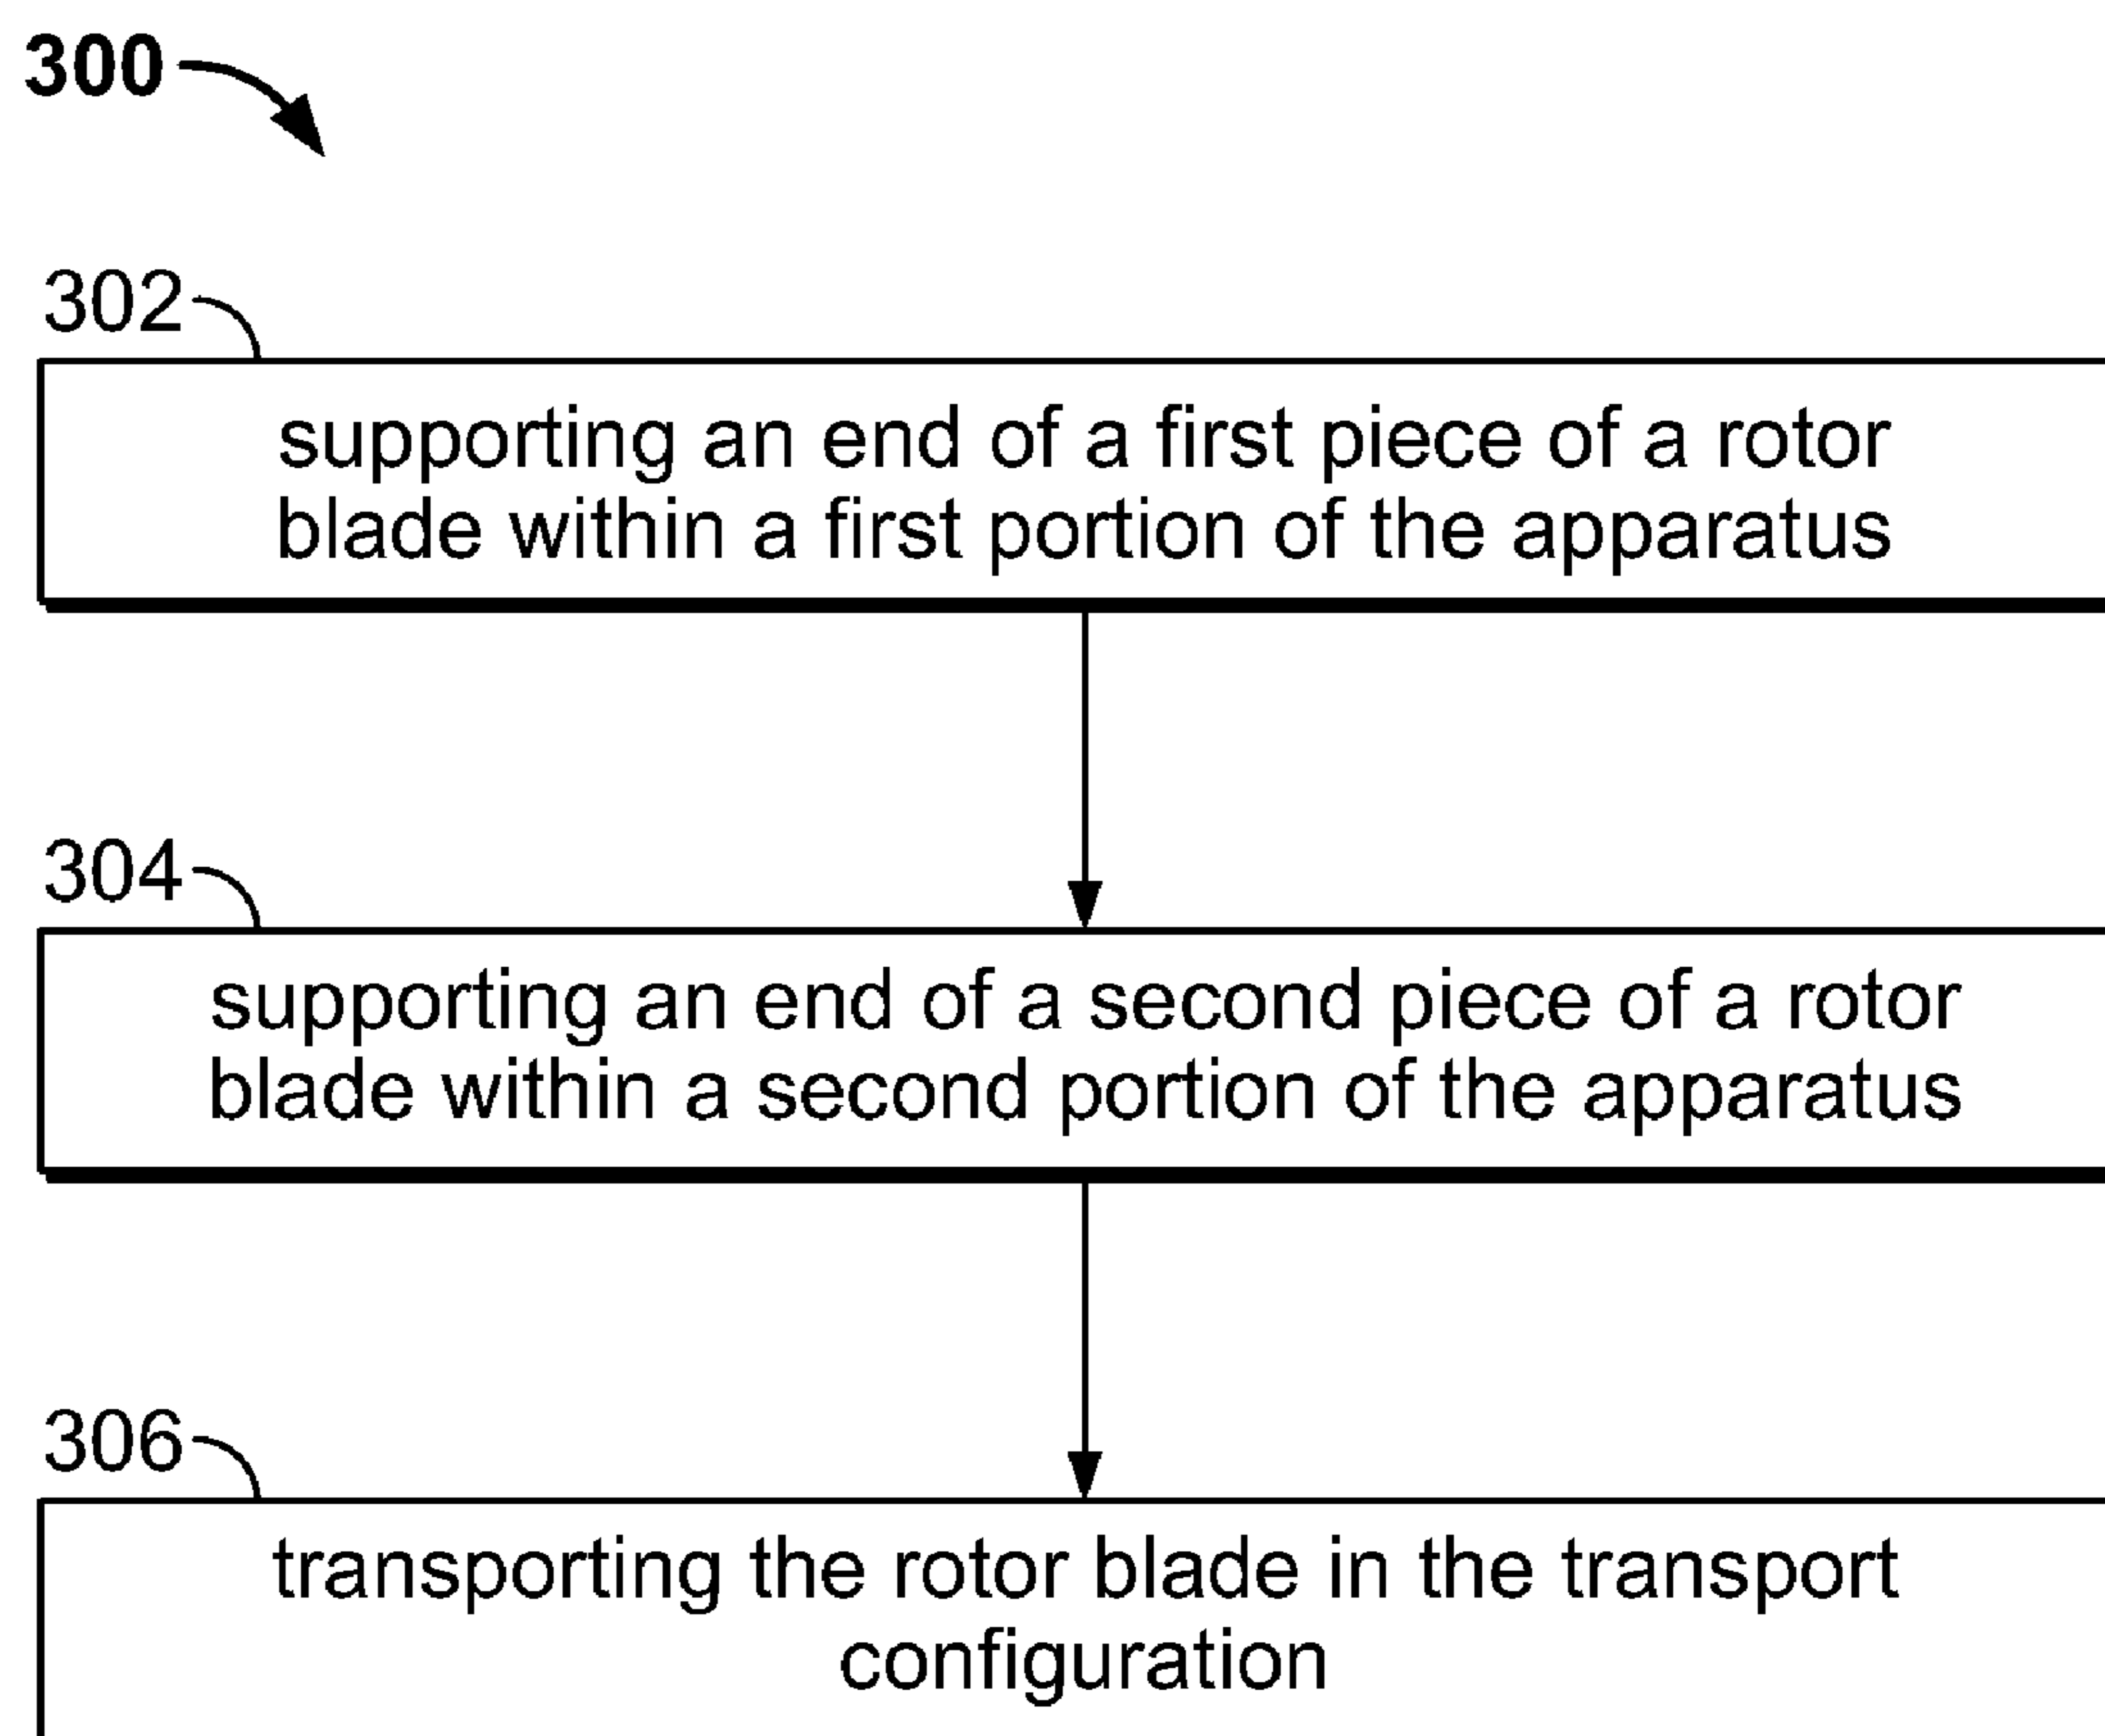 300
302
supporting an end of a first piece of a rotor
blade within a first portion of the apparatus
304
supporting an end of a second piece of a rotor
blade within a second portion of the apparatus
306
transporting the rotor blade in the transport
configuration